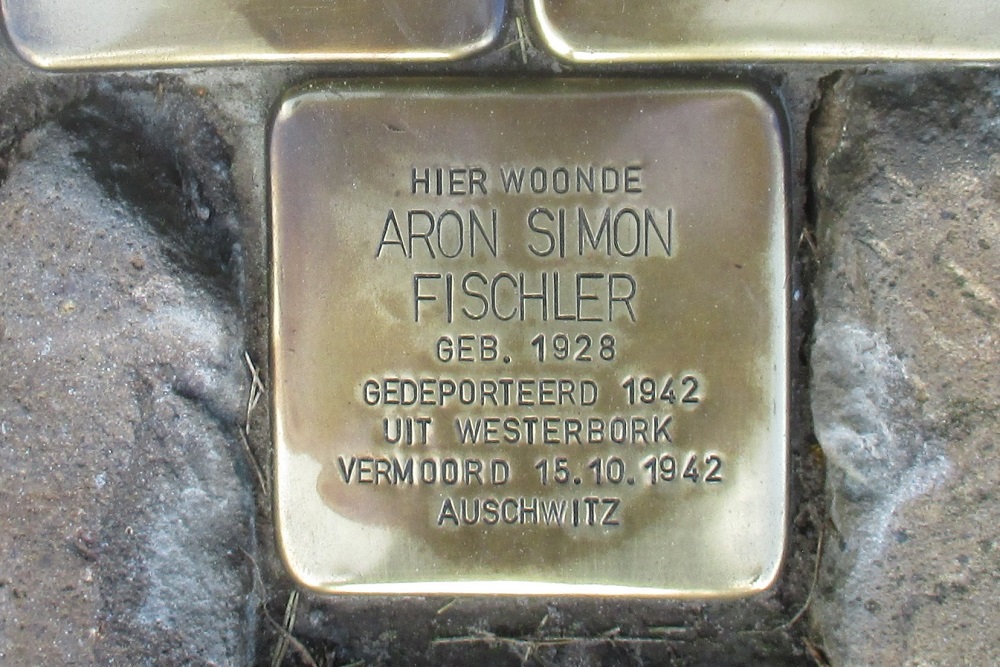 HIER WOONDE
ARON SIMON
FISCHLER
GEB. 1928
GEDEPORTEERD 1942
UIT WESTERBORK
VERMOORD 15.10.1942
AUSCHWITZ